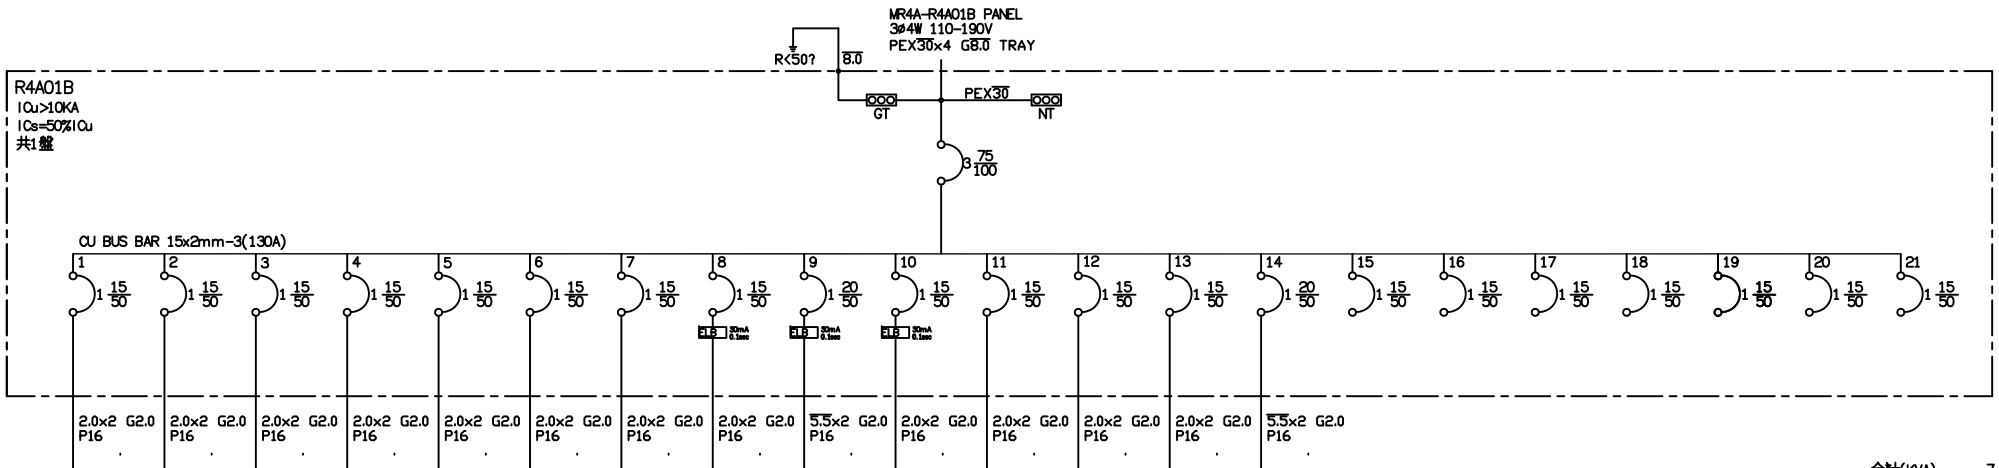 MR4A-R4A01B PANEL
3ø4W 110-190V
PEX30x4 G8.0 TRAY
R<50?
8.0
R4A01B
ICu>10KA
ICs=50%ICu
共1盤
GT
PEX30
NT
3 75
100
CU BUS BAR 15x2mm-3(130A)
1 2 3 4 5 6 7 8 9 10 11 12 13 14 15 16 17 18 19 20 21
1 15 1 15 1 15 1 15 1 15 1 15 1 15 1 15 1 20 1 15 1 15 1 15 1 15 1 20 1 15 1 15 1 15 1 15 1 15 1 15 1 15
50 50 50 50 50 50 50 50 50 50 50 50 50 50 50 50 50 50 50 50 50
ELB 30mA ELB 30mA ELB 30mA
0.1sec 0.1sec 0.1sec
2.0x2 G2.0 2.0x2 G2.0 2.0x2 G2.0 2.0x2 G2.0 2.0x2 G2.0 2.0x2 G2.0 2.0x2 G2.0 2.0x2 G2.0 5.5x2 G2.0 2.0x2 G2.0 2.0x2 G2.0 2.0x2 G2.0 2.0x2 G2.0 5.5x2 G2.0
P16 P16 P16 P16 P16 P16 P16 P16 P16 P16 P16 P16 P16 P16